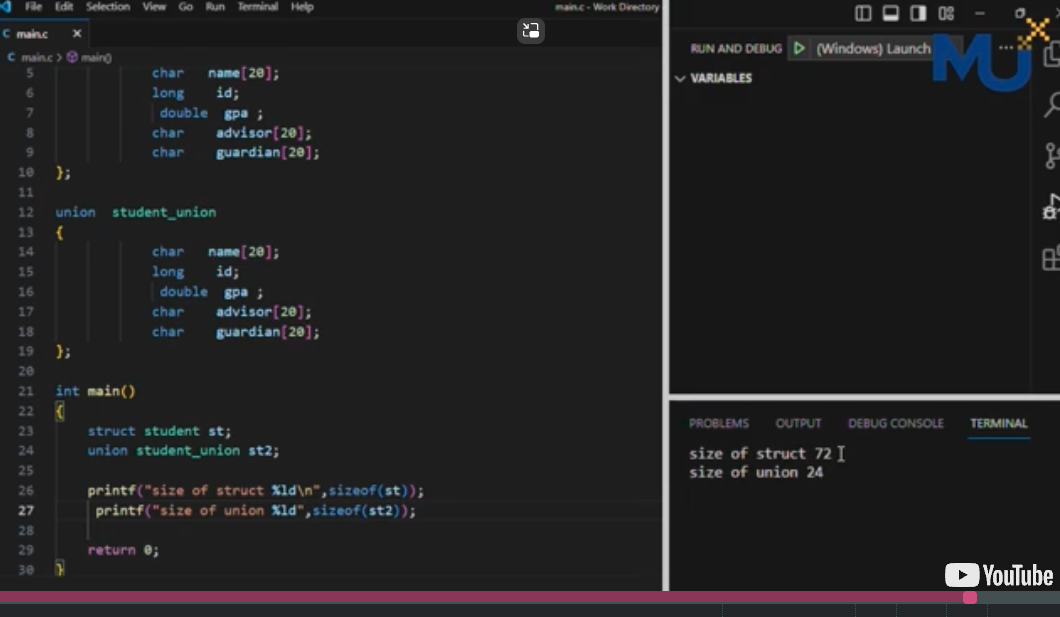 File Edit Selection View Go Run Terminal Help
main.c - Work Directory
C main.c ×
C main.c > main()
5 char name[20];
6 long id;
7 double gpa ;
8 char advisor[20];
9 char guardian[20];
10 };
11
12 union student_union
13 {
14 char name[20];
15 long id;
16 double gpa ;
17 char advisor[20];
18 char guardian[20];
19 };
20
21 int main()
22 {
23 struct student st;
24 union student_union st2;
25
26 printf("size of struct %ld\n",sizeof(st));
27 printf("size of union %ld",sizeof(st2));
28
29 return 0;
30 }
RUN AND DEBUG (Windows) Launch ...
MU
VARIABLES
PROBLEMS OUTPUT DEBUG CONSOLE TERMINAL
size of struct 72
size of union 24
YouTube